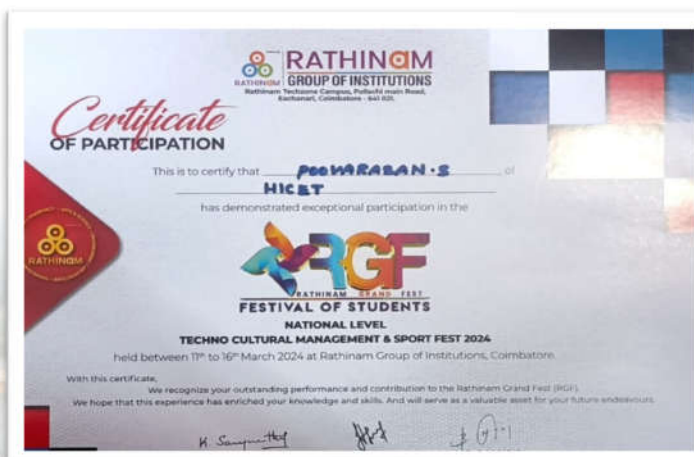 RATHINAM
RATHINAM
GROUP OF INSTITUTIONS
Rathinam Techzone Campus, Pollachi main Road,
Eachanari, Coimbatore - 641 021.
Certificate
OF PARTICIPATION
This is to certify that POOVARASAN.S of
HICET
has demonstrated exceptional participation in the
RATHINAM
RGF
RATHINAM GRAND FEST
FESTIVAL OF STUDENTS
NATIONAL LEVEL
TECHNO CULTURAL MANAGEMENT & SPORT FEST 2024
held between 11th to 16th March 2024 at Rathinam Group of Institutions, Coimbatore.
With this certificate,
We recognize your outstanding performance and contribution to the Rathinam Grand Fest (RGF).
We hope that this experience has enriched your knowledge and skills. And will serve as a valuable asset for your future endeavours.